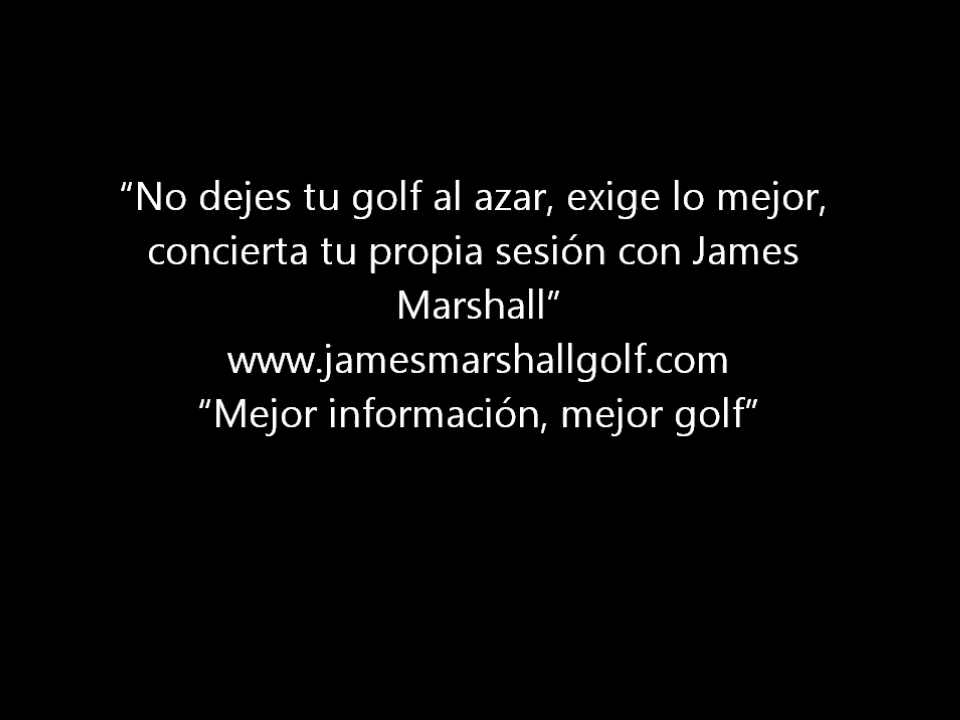 “No dejes tu golf al azar, exige lo mejor,
concierta tu propia sesión con James
Marshall”
www.jamesmarshallgolf.com
“Mejor información, mejor golf”